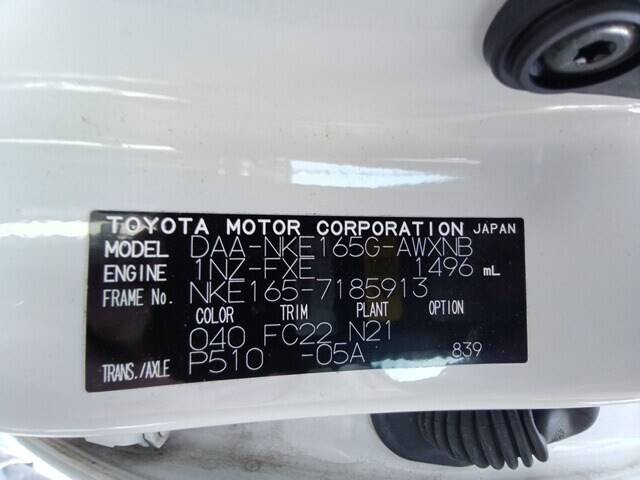 TOYOTA MOTOR CORPORATION JAPAN
MODEL DAA-NKE165G-AWXNB
ENGINE 1NZ-FXE 1496 mL
FRAME No. NKE165-7185913
COLOR TRIM PLANT OPTION
040 FC22 N21
TRANS./AXLE P510 -05A 839